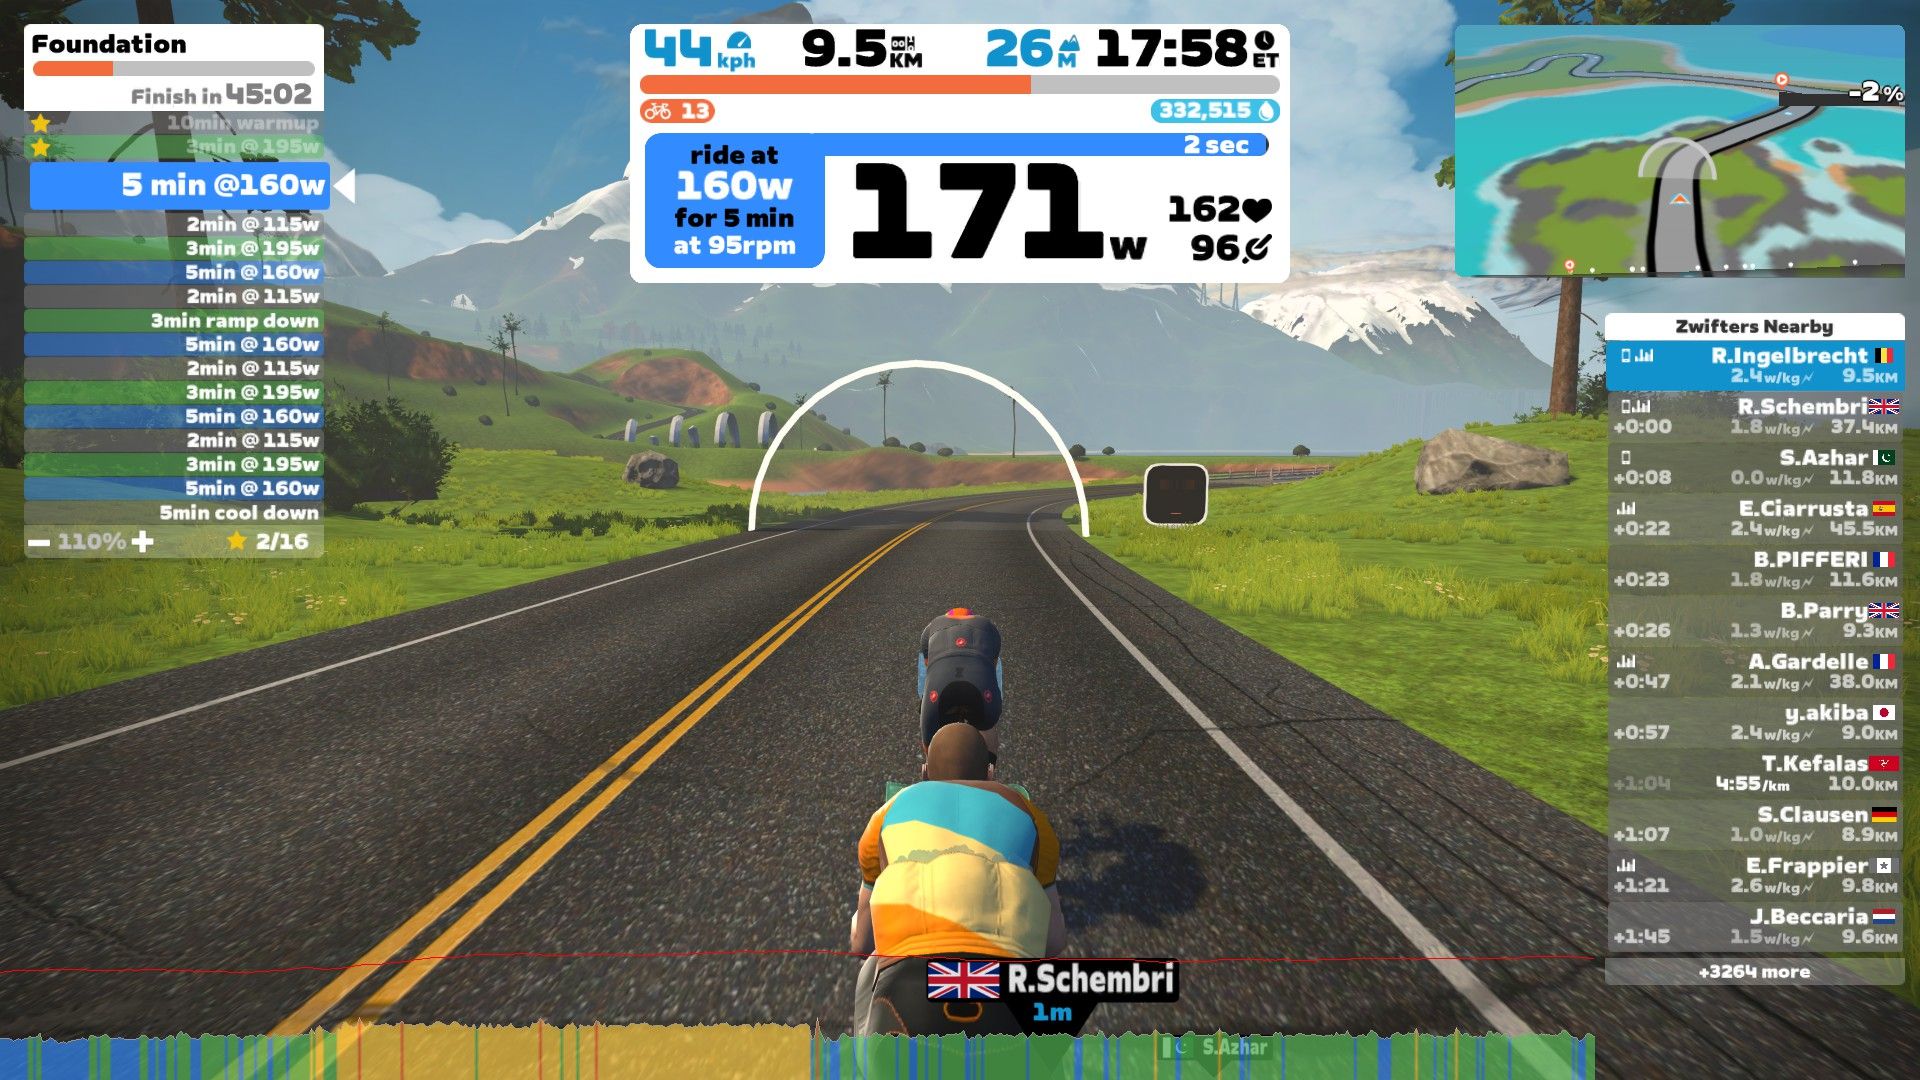 Foundation
Finish in 45:02
10min warmup
3min @ 195w
5 min @160w
2min @ 115w
3min @ 195w
5min @ 160w
2min @ 115w
3min ramp down
5min @ 160w
2min @ 115w
3min @ 195w
5min @ 160w
2min @ 115w
3min @ 195w
5min @ 160w
5min cool down
110%
2/16
44 kph 9.5 KM 26 M 17:58 ET
13
332,515
ride at
160w
for 5 min
at 95rpm
2 sec
171w
162
96
-2%
Zwifters Nearby
R.Ingelbrecht
2.4w/kg 9.5KM
R.Schembri
+0:00 1.8w/kg 37.4KM
S.Azhar
+0:08 0.0w/kg 11.8KM
E.Ciarrusta
+0:22 2.4w/kg 45.5KM
B.PIFFERI
+0:23 1.8w/kg 11.6KM
B.Parry
+0:26 1.3w/kg 9.3KM
A.Gardelle
+0:47 2.1w/kg 38.0KM
y.akiba
+0:57 2.4w/kg 9.0KM
T.Kefalas
+1:04 4:55/km 10.0KM
S.Clausen
+1:07 1.0w/kg 8.9KM
E.Frappier
+1:21 2.6w/kg 9.8KM
J.Beccaria
+1:45 1.5w/kg 9.6KM
+3264 more
R.Schembri
1m
S.Azhar